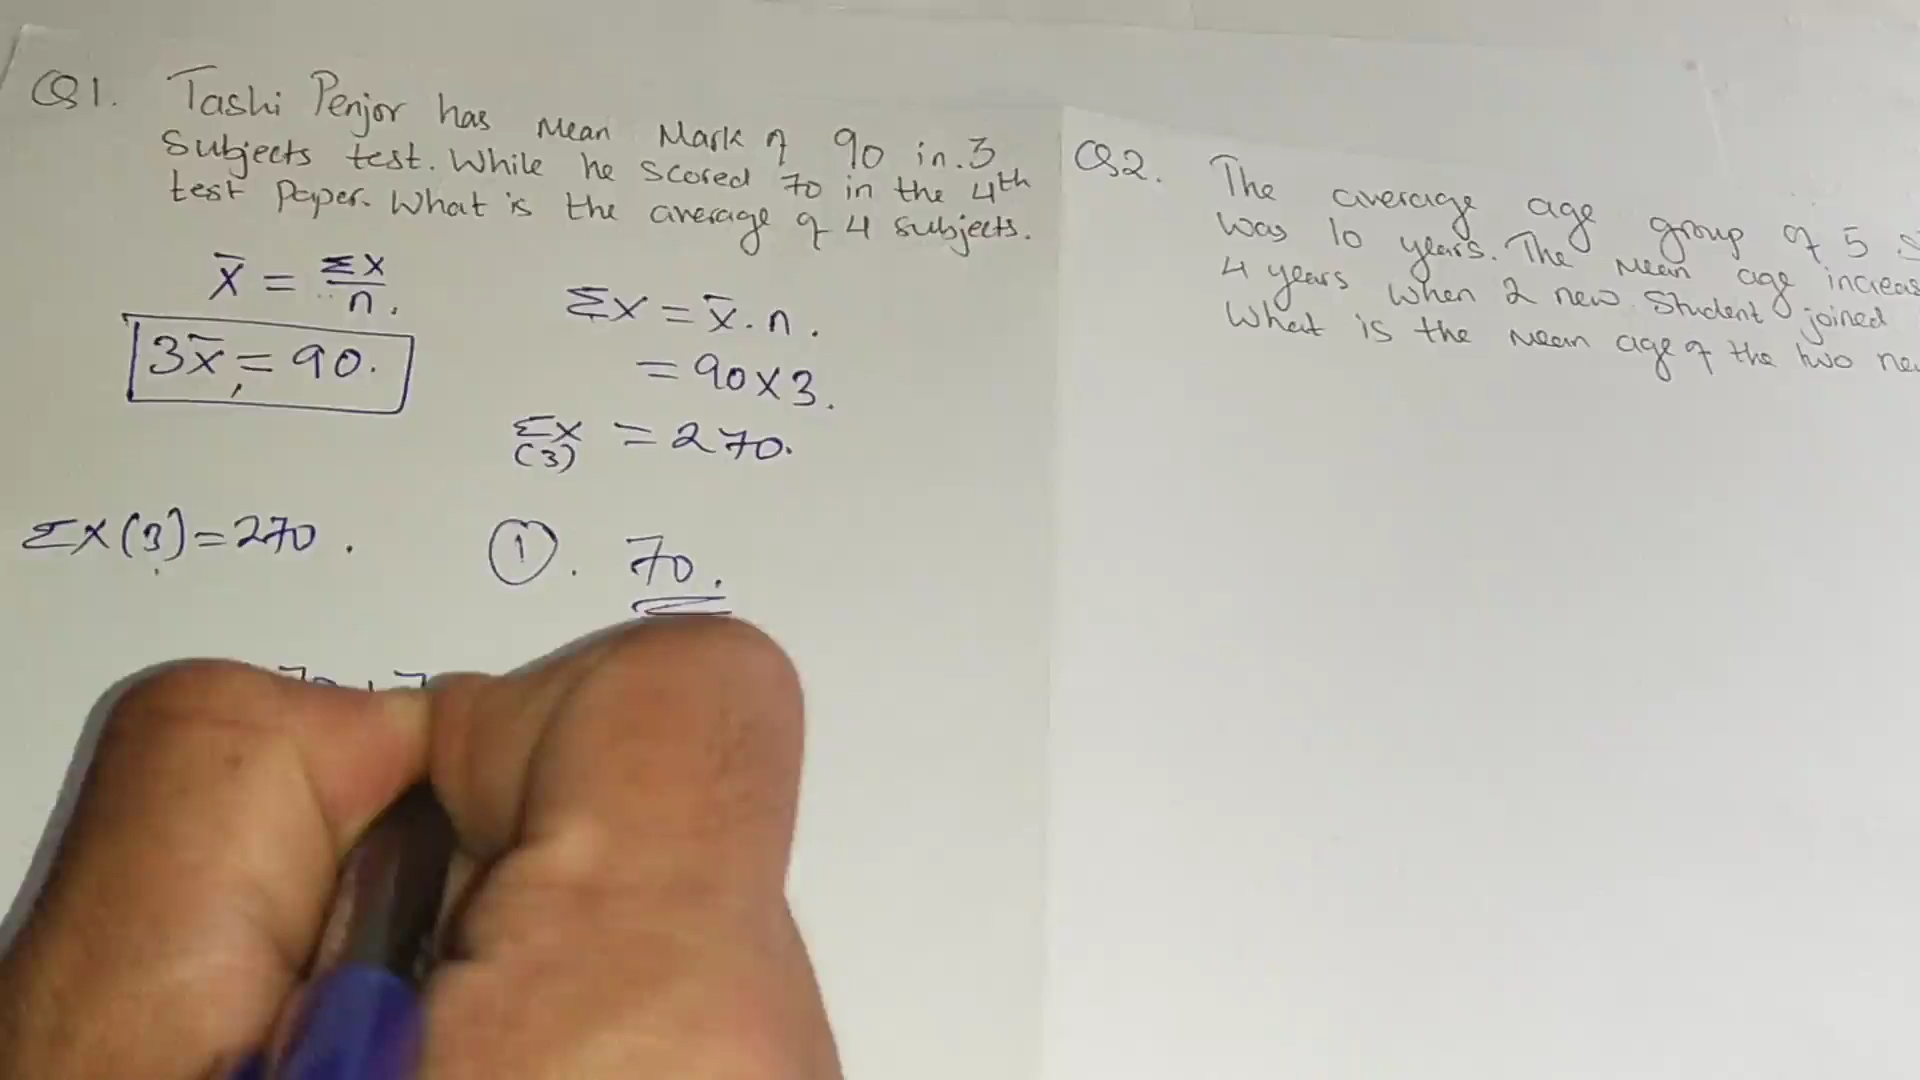 Q1. Tashi Penjor has Mean Mark of 90 in 3
Subjects test. While he scored 70 in the 4th
test paper. What is the average of 4 subjects.
x̄ = Σx/n.
3x̄ = 90.
Σx = x̄.n.
= 90x3.
Σx (3) = 270.
Σx(3) = 270.
①. 70.
Q2. The average age group of 5
was 10 years. The Mean age increas
4 years when 2 new Student joined
What is the Mean age of the two ne